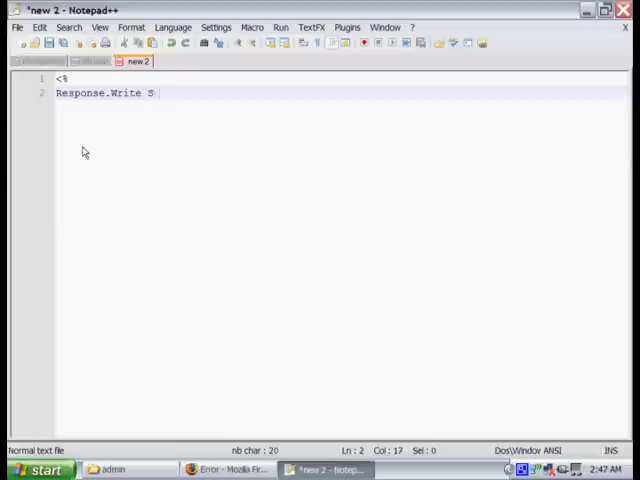 *new 2 - Notepad++
File Edit Search View Format Language Settings Macro Run TextFX Plugins Window ? X
new 2
1 <%
2 Response.Write S
Normal text file nb char : 20 Ln : 2 Col : 17 Sel : 0 Dos\Windov ANSI INS
start admin Error - Mozilla Fir... *new 2 - Notep... 2:47 AM